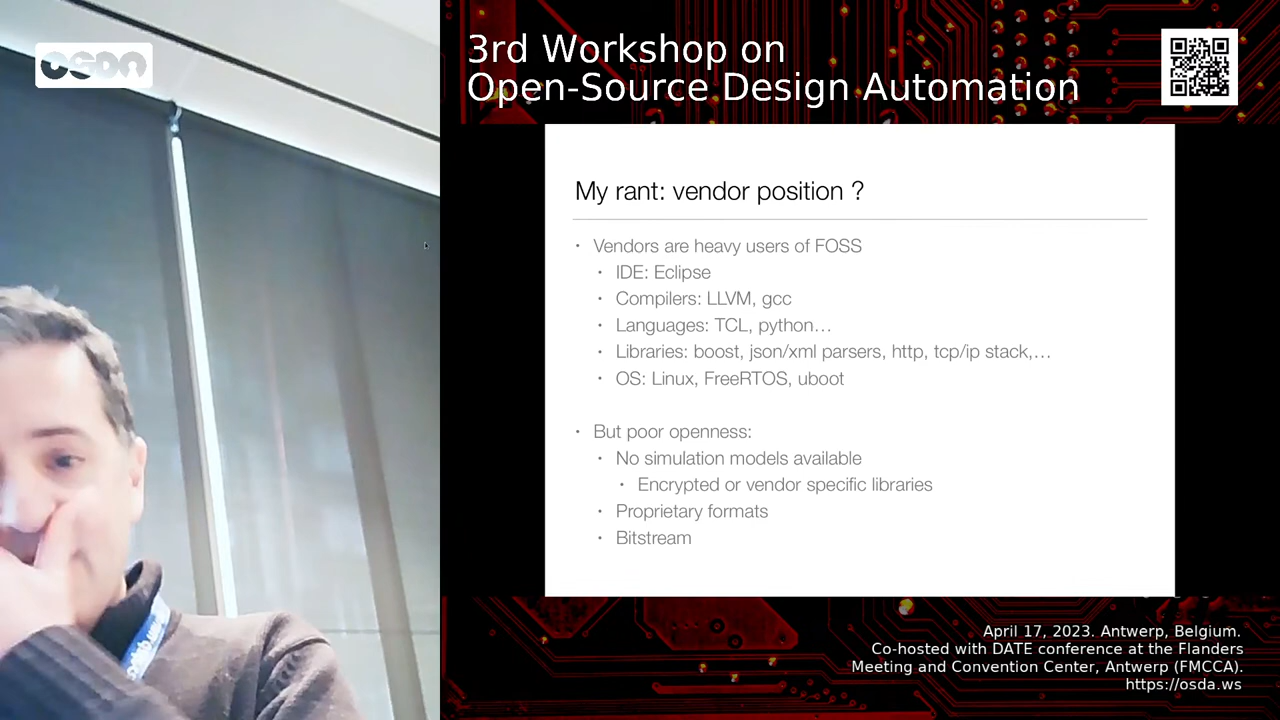 OSDA
3rd Workshop on
Open-Source Design Automation
My rant: vendor position ?
• Vendors are heavy users of FOSS
• IDE: Eclipse
• Compilers: LLVM, gcc
• Languages: TCL, python…
• Libraries: boost, json/xml parsers, http, tcp/ip stack,…
• OS: Linux, FreeRTOS, uboot
• But poor openness:
• No simulation models available
• Encrypted or vendor specific libraries
• Proprietary formats
• Bitstream
April 17, 2023. Antwerp, Belgium.
Co-hosted with DATE conference at the Flanders
Meeting and Convention Center, Antwerp (FMCCA).
https://osda.ws